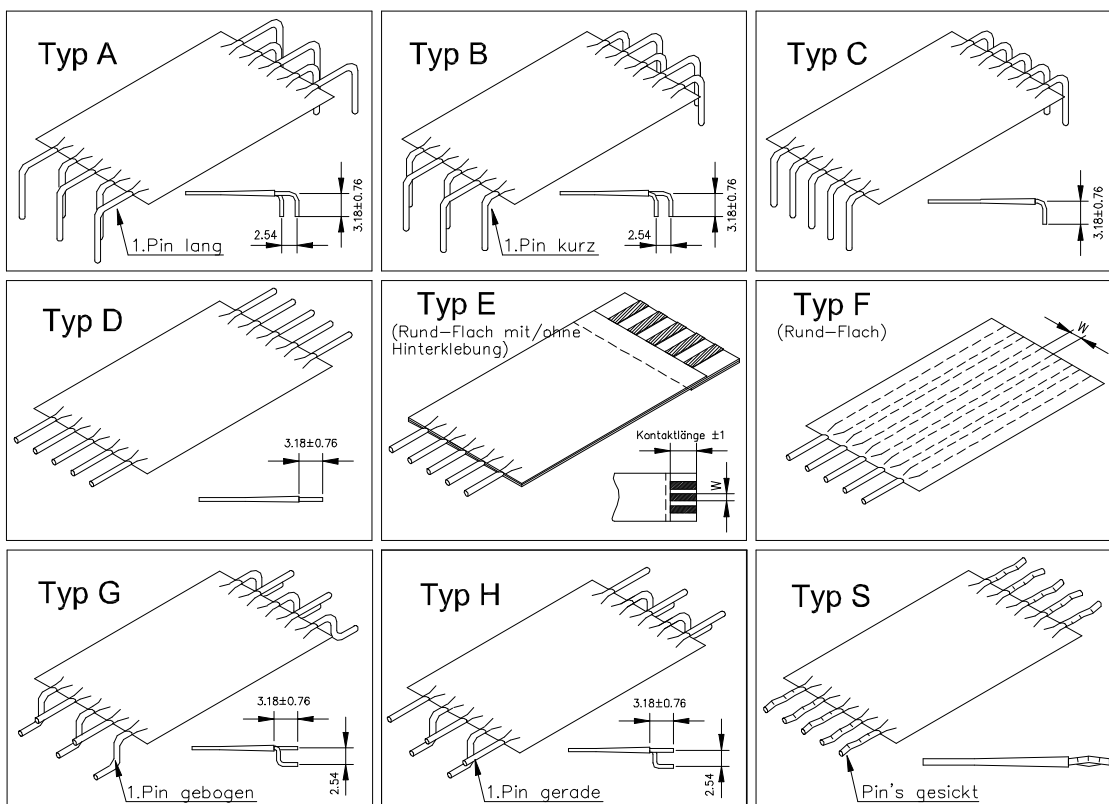 Typ A
3.18±0.76
2.54
1.Pin lang
Typ B
3.18±0.76
2.54
1.Pin kurz
Typ C
3.18±0.76
Typ D
3.18±0.76
Typ E
(Rund-Flach mit/ohne
Hinterklebung)
Kontaktlänge ±1
W
Typ F
(Rund-Flach)
W
Typ G
3.18±0.76
2.54
1.Pin gebogen
Typ H
3.18±0.76
2.54
1.Pin gerade
Typ S
Pin's gesickt